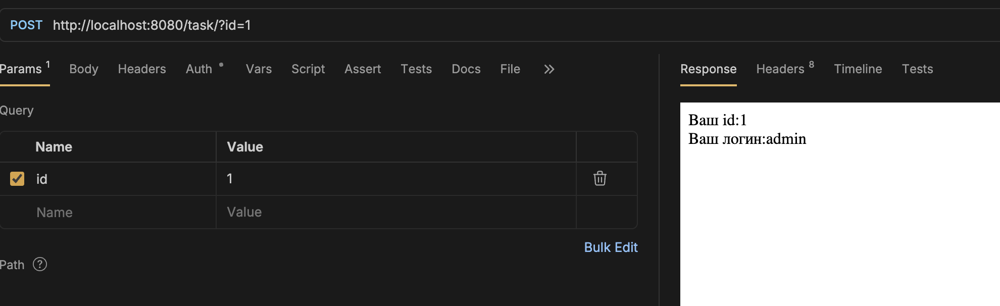 POST http://localhost:8080/task/?id=1
Params 1 Body Headers Auth Vars Script Assert Tests Docs File
Query
Name Value
id 1
Name Value
Bulk Edit
Path ?
Response Headers 8 Timeline Tests
Ваш id:1
Ваш логин:admin